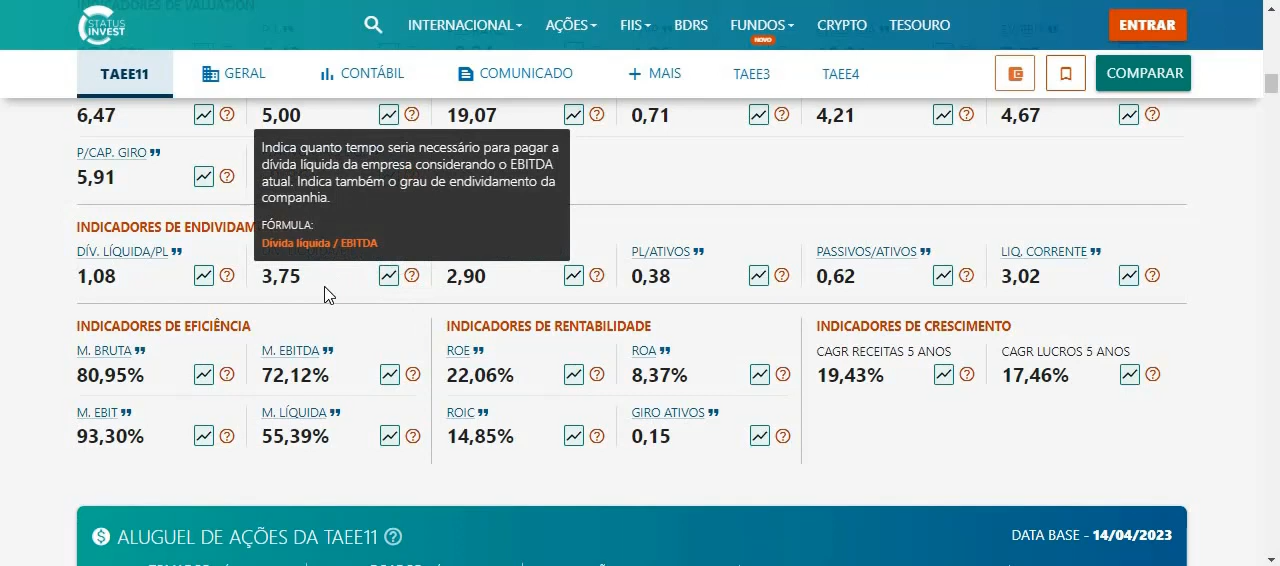 STATUS
INVEST
INTERNACIONAL
AÇÕES
FIIS
BDRS
FUNDOS
NOVO
CRYPTO
TESOURO
ENTRAR
TAEE11
GERAL
CONTÁBIL
COMUNICADO
MAIS
TAEE3
TAEE4
COMPARAR
6,47
5,00
19,07
0,71
4,21
4,67
P/CAP. GIRO
5,91
Indica quanto tempo seria necessário para pagar a
dívida líquida da empresa considerando o EBITDA
atual. Indica também o grau de endividamento da
companhia.
FÓRMULA:
Dívida líquida / EBITDA
INDICADORES DE ENDIVIDAM
DÍV. LÍQUIDA/PL
1,08
3,75
2,90
PL/ATIVOS
0,38
PASSIVOS/ATIVOS
0,62
LIQ. CORRENTE
3,02
INDICADORES DE EFICIÊNCIA
M. BRUTA
80,95%
M. EBITDA
72,12%
M. EBIT
93,30%
M. LÍQUIDA
55,39%
INDICADORES DE RENTABILIDADE
ROE
22,06%
ROA
8,37%
ROIC
14,85%
GIRO ATIVOS
0,15
INDICADORES DE CRESCIMENTO
CAGR RECEITAS 5 ANOS
19,43%
CAGR LUCROS 5 ANOS
17,46%
ALUGUEL DE AÇÕES DA TAEE11
DATA BASE - 14/04/2023